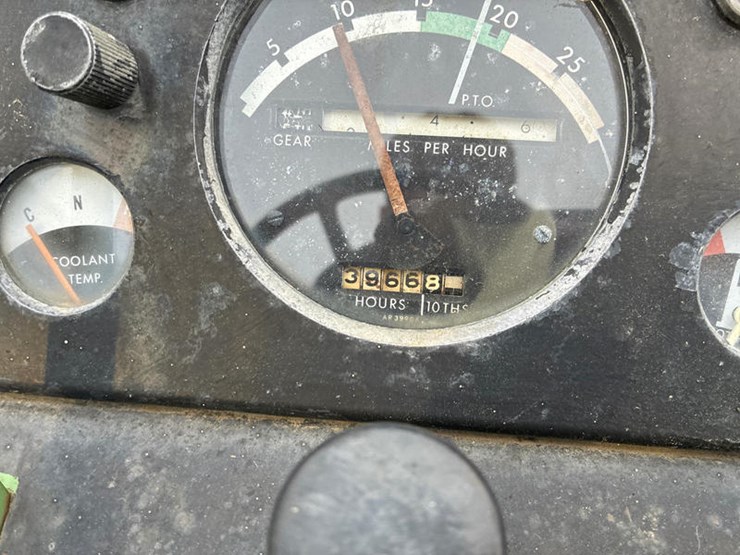 5 10 15 20 25
P.T.O.
4 6
GEAR
MILES PER HOUR
C N
COOLANT
TEMP.
39668
HOURS 10THS